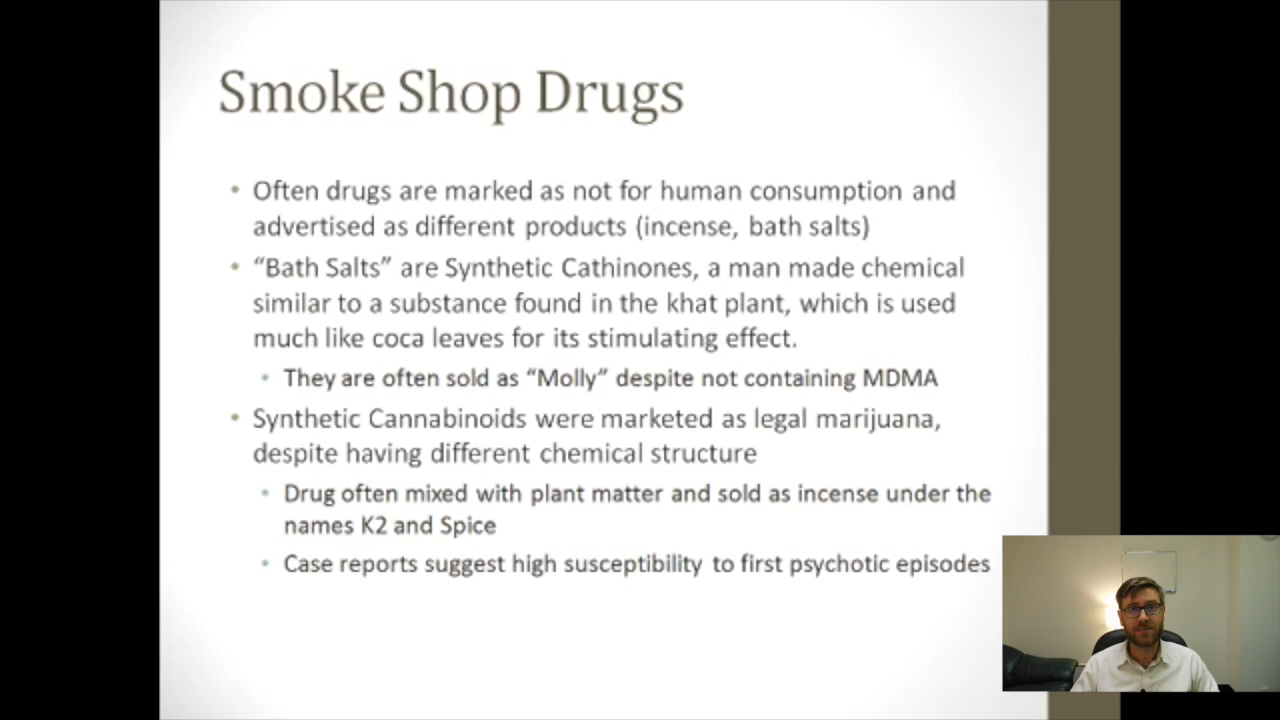 Smoke Shop Drugs
• Often drugs are marked as not for human consumption and
advertised as different products (incense, bath salts)
• “Bath Salts” are Synthetic Cathinones, a man made chemical
similar to a substance found in the khat plant, which is used
much like coca leaves for its stimulating effect.
• They are often sold as “Molly” despite not containing MDMA
• Synthetic Cannabinoids were marketed as legal marijuana,
despite having different chemical structure
• Drug often mixed with plant matter and sold as incense under the
names K2 and Spice
• Case reports suggest high susceptibility to first psychotic episodes